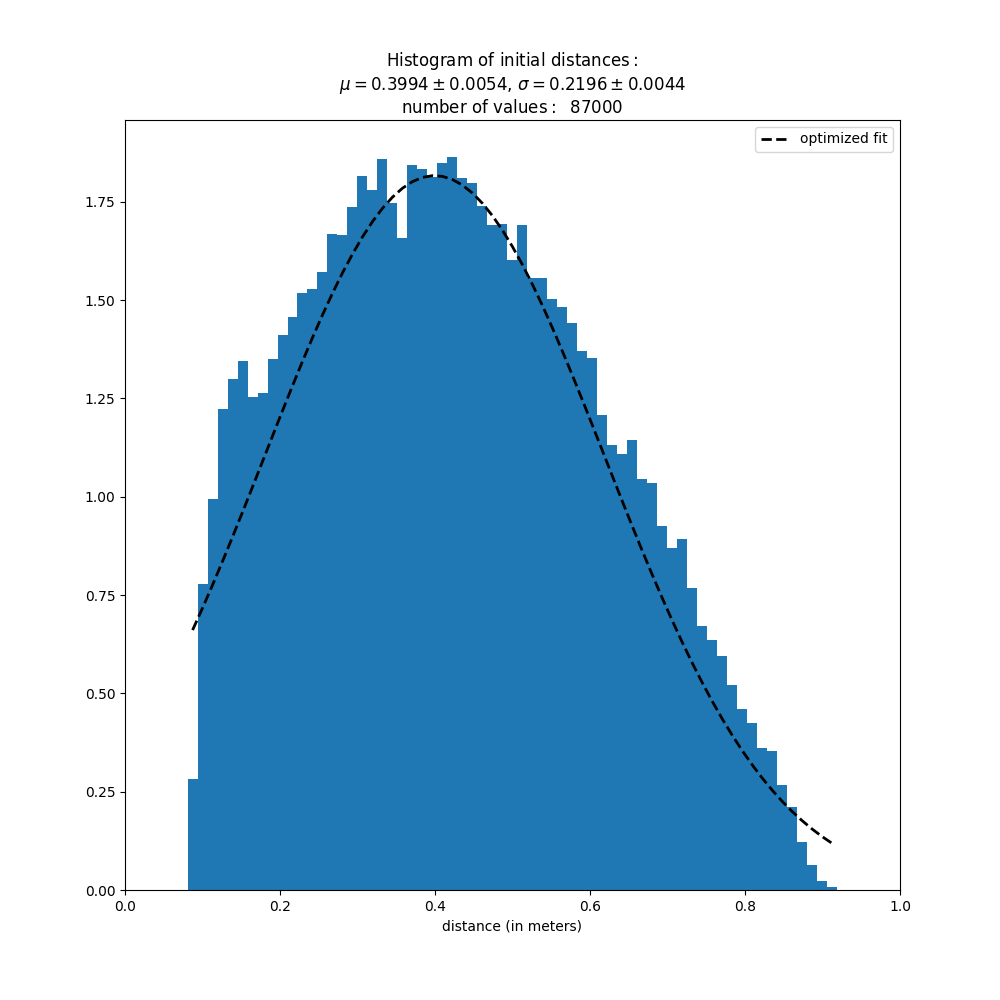 Histogram of initial distances :
μ = 0.3994 ± 0.0054, σ = 0.2196 ± 0.0044
number of values : 87000
optimized fit
1.75
1.50
1.25
1.00
0.75
0.50
0.25
0.00
0.0 0.2 0.4 0.6 0.8 1.0
distance (in meters)